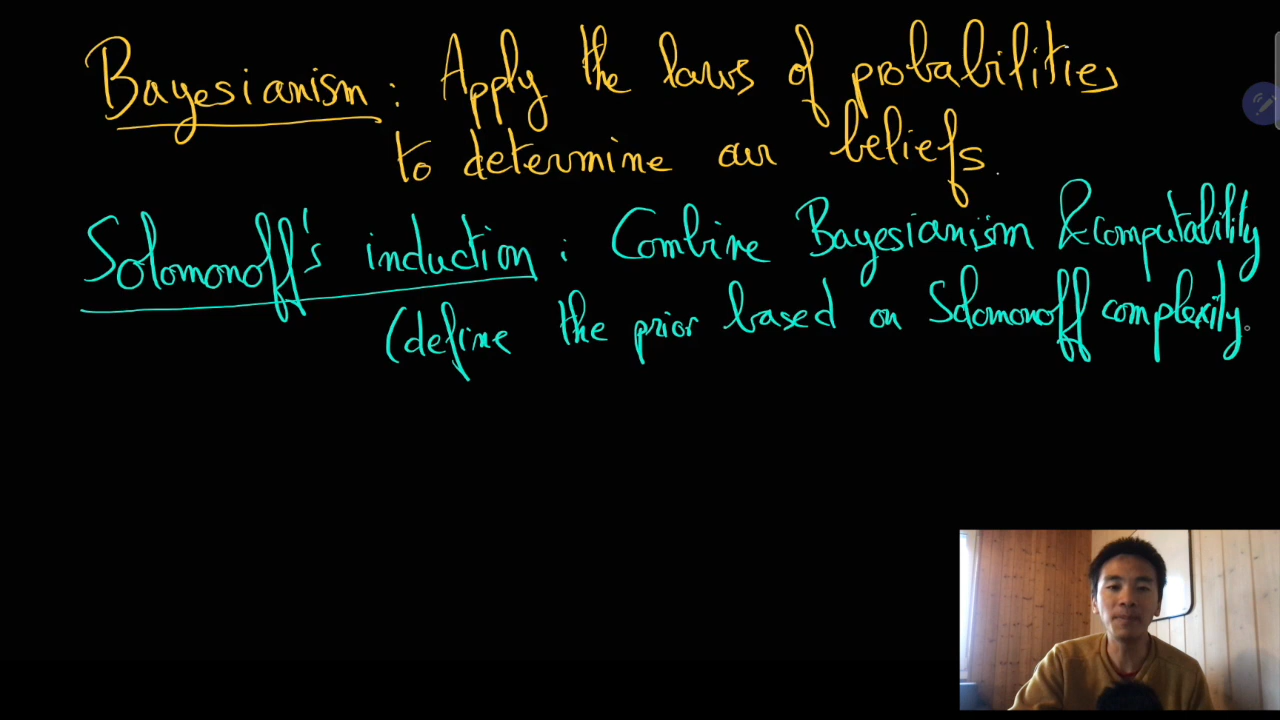 Bayesianism : Apply the laws of probabilities
to determine our beliefs.
Solomonoff's induction : Combine Bayesianism & computability
(define the prior based on Solomonoff complexity.